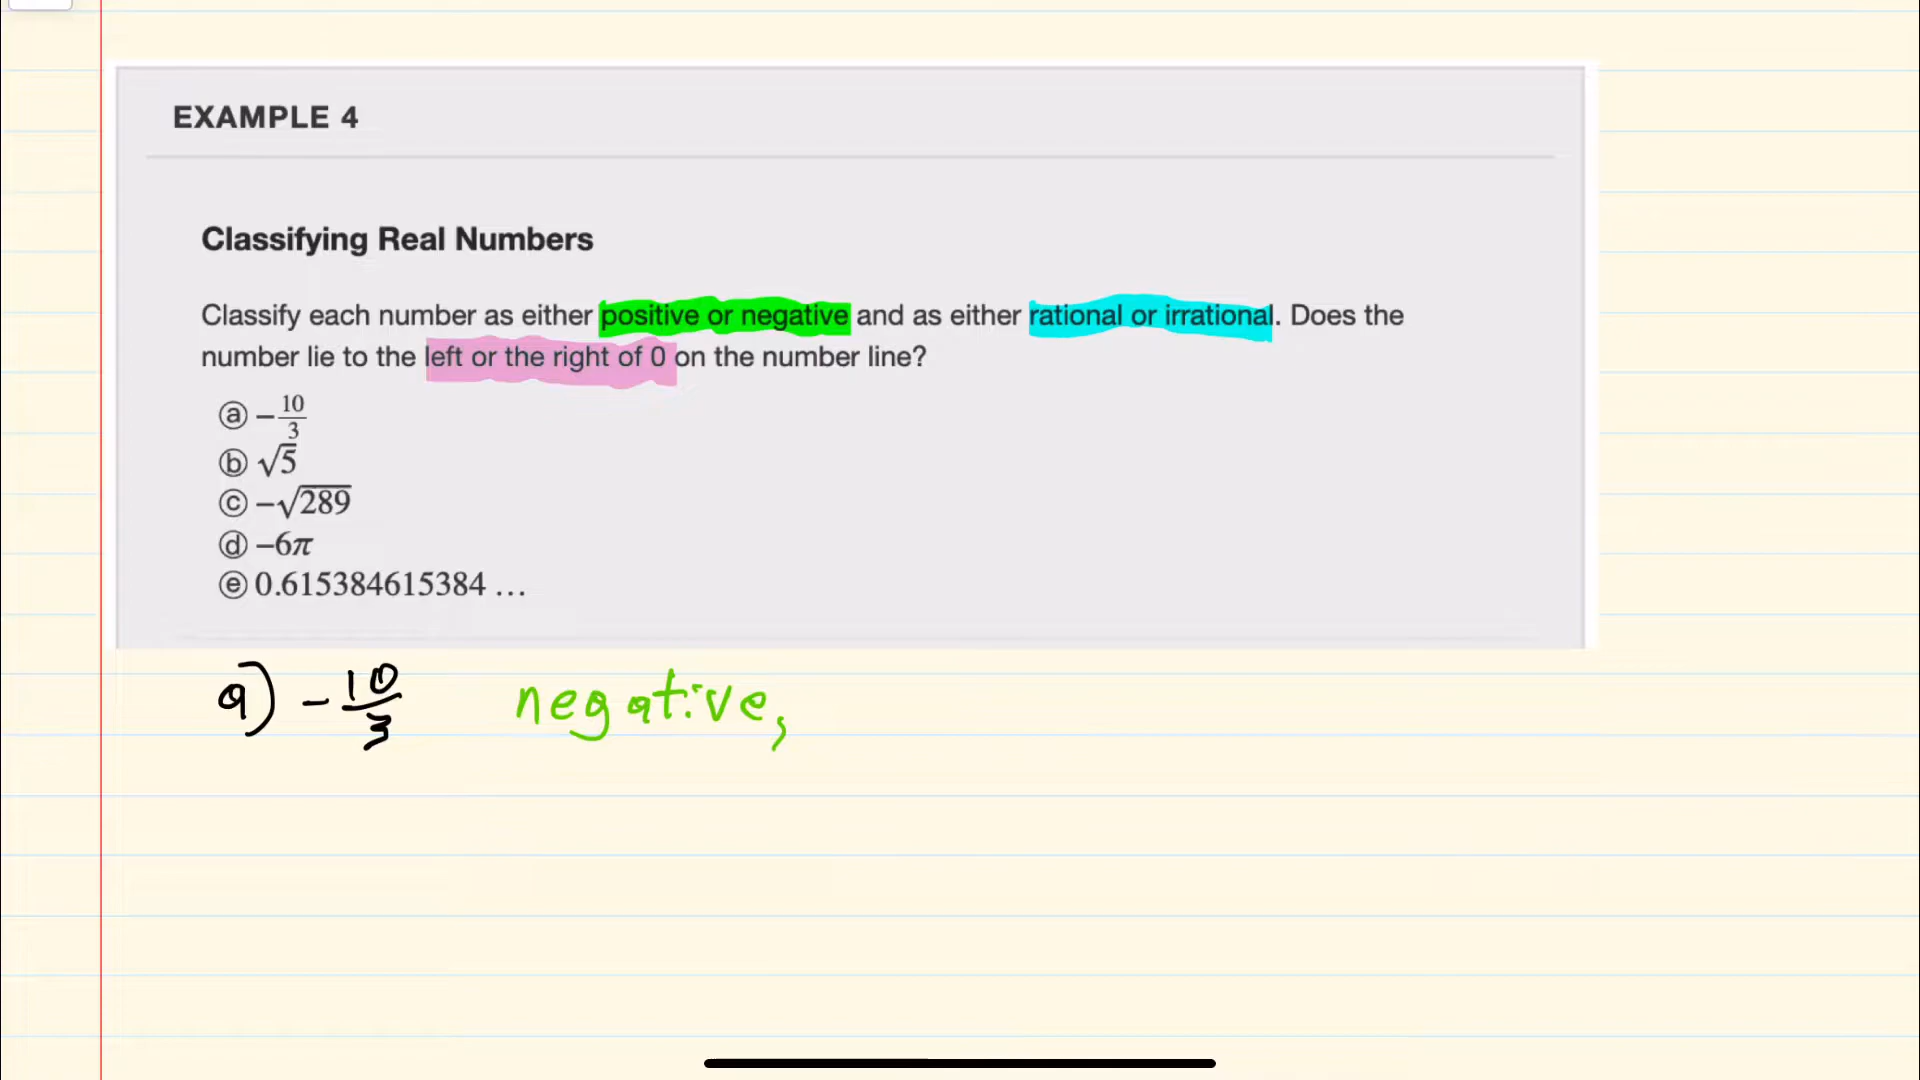 EXAMPLE 4
Classifying Real Numbers
Classify each number as either positive or negative and as either rational or irrational. Does the
number lie to the left or the right of 0 on the number line?
ⓐ −10/3
ⓑ √5
ⓒ −√289
ⓓ −6π
ⓔ 0.615384615384 …
a) -10/3 negative,